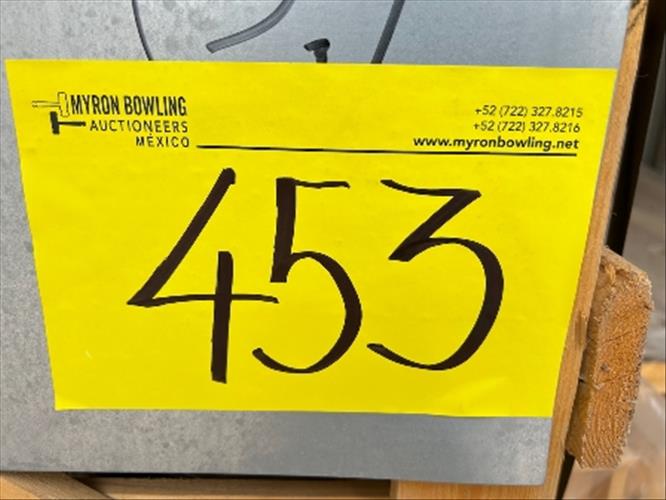 MYRON BOWLING
AUCTIONEERS
MÉXICO
+52 (722) 327.8215
+52 (722) 327.8216
www.myronbowling.net
453